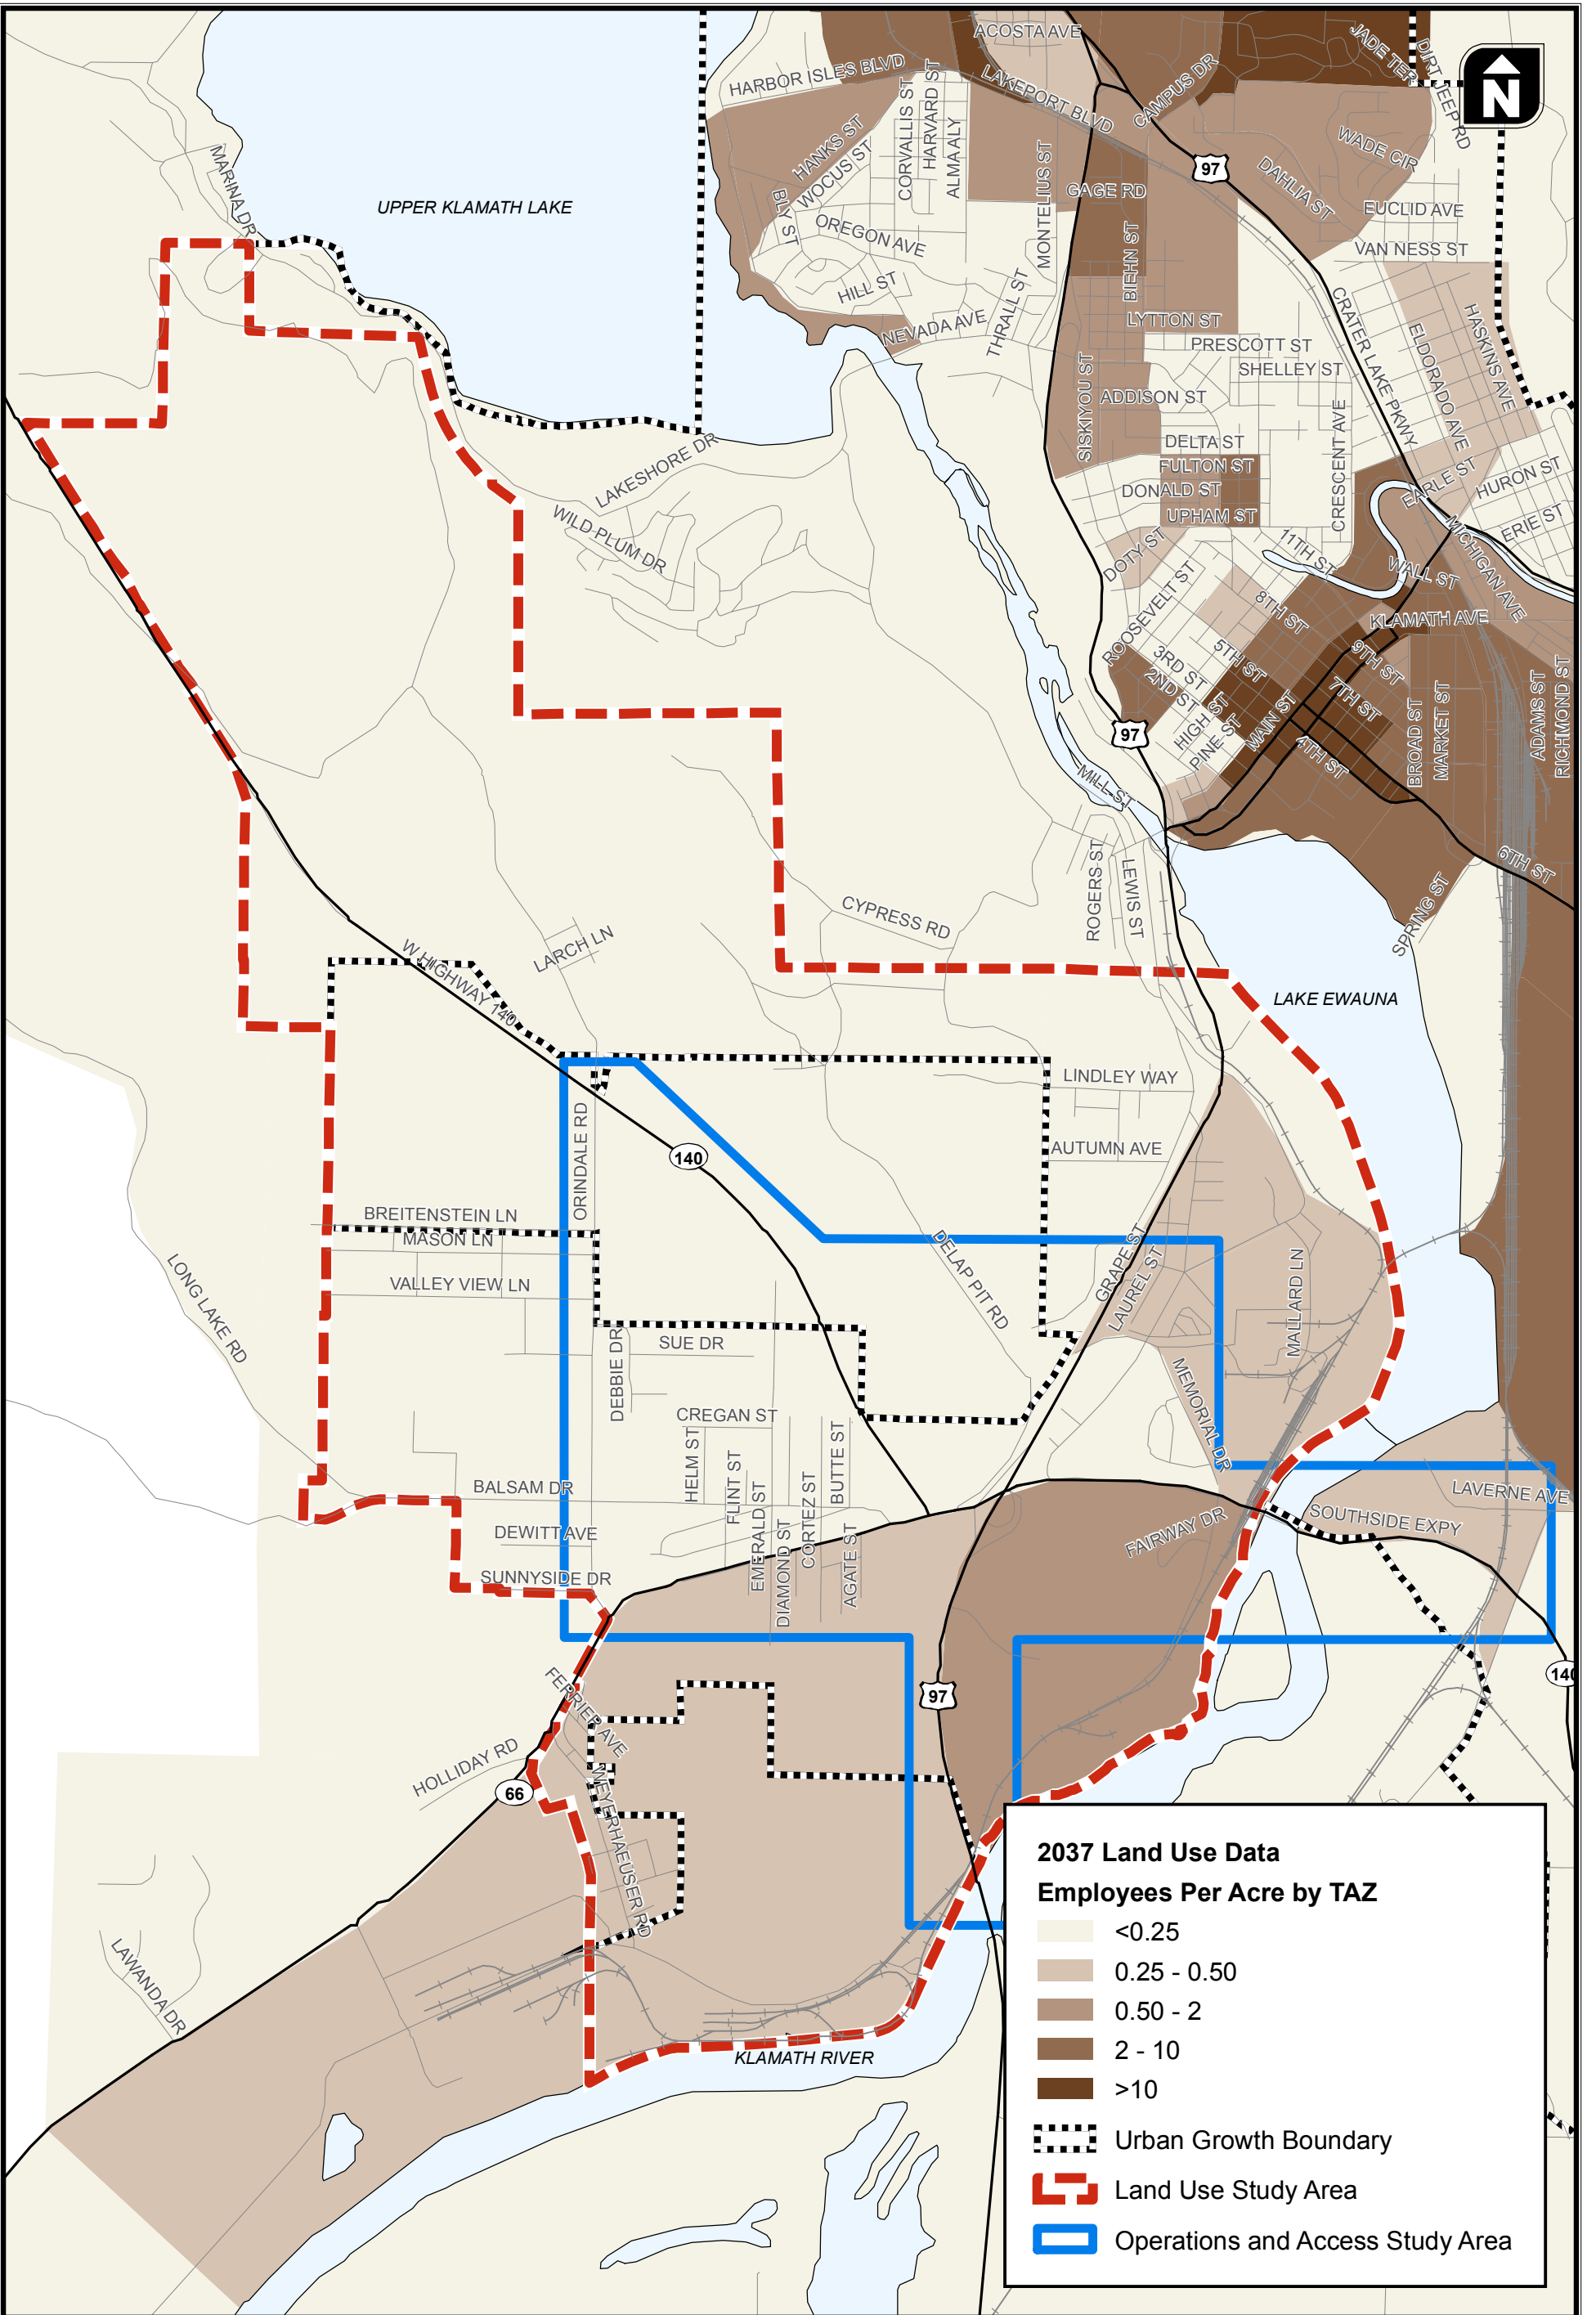 ACOSTA AVE
JADE TER
DIRT JEEP RD
N
HARBOR ISLES BLVD
LAKEPORT BLVD
CAMPUS DR
CORVALLIS ST
HARVARD ST
ALMA ALY
HANKS ST
WOCUS ST
WADE CIR
97
DAHLIA ST
MARINA DR
UPPER KLAMATH LAKE
BLY ST
OREGON AVE
MONTELIUS ST
GAGE RD
EUCLID AVE
VAN NESS ST
BIEHN ST
HILL ST
THRALL ST
NEVADA AVE
LYTTON ST
PRESCOTT ST
SHELLEY ST
CRATER LAKE PKWY
ELDORADO AVE
HASKINS AVE
SISKIYOU ST
ADDISON ST
DELTA ST
FULTON ST
DONALD ST
UPHAM ST
CRESCENT AVE
EARLE ST
HURON ST
ERIE ST
LAKESHORE DR
WILD PLUM DR
DOTY ST
11TH ST
MICHIGAN AVE
WALL ST
ROOSEVELT ST
8TH ST
KLAMATH AVE
5TH ST
9TH ST
3RD ST
2ND ST
7TH ST
HIGH ST
PINE ST
MAIN ST
4TH ST
BROAD ST
MARKET ST
ADAMS ST
RICHMOND ST
97
MILL ST
6TH ST
ROGERS ST
LEWIS ST
SPRING ST
CYPRESS RD
LARCH LN
W HIGHWAY 140
LAKE EWAUNA
LINDLEY WAY
ORINDALE RD
140
AUTUMN AVE
BREITENSTEIN LN
MASON LN
VALLEY VIEW LN
LONG LAKE RD
DELAP PIT RD
GRAPE ST
LAUREL ST
MALLARD LN
SUE DR
DEBBIE DR
MEMORIAL DR
CREGAN ST
HELM ST
FLINT ST
EMERALD ST
DIAMOND ST
CORTEZ ST
BUTTE ST
AGATE ST
BALSAM DR
DEWITT AVE
SUNNYSIDE DR
LAVERNE AVE
SOUTHSIDE EXPY
FAIRWAY DR
FERRIER AVE
97
140
HOLLIDAY RD
66
WEYERHAEUSER RD
LAWANDA DR
KLAMATH RIVER
2037 Land Use Data
Employees Per Acre by TAZ
<0.25
0.25 - 0.50
0.50 - 2
2 - 10
>10
Urban Growth Boundary
Land Use Study Area
Operations and Access Study Area